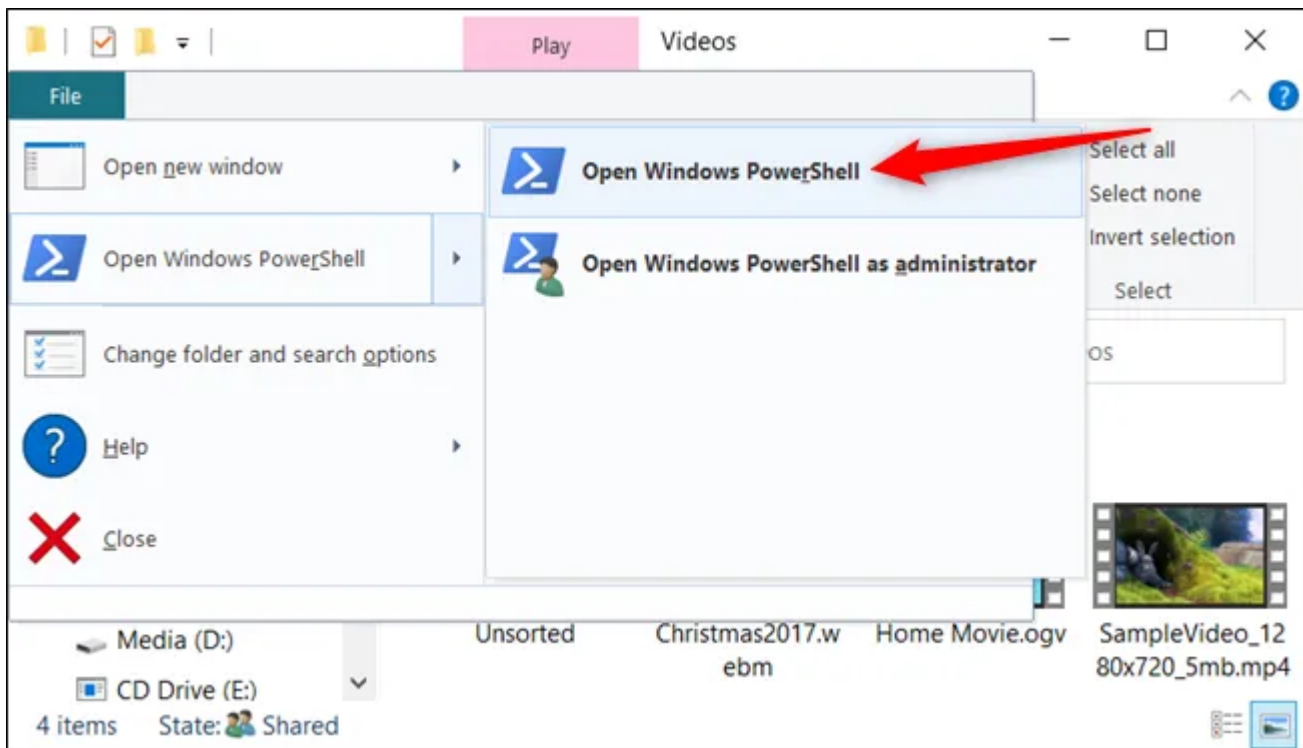 Play
Videos
File
?
Open new window
Open Windows PowerShell
Change folder and search options
?
Help
Close
Open Windows PowerShell
Open Windows PowerShell as administrator
Select all
Select none
Invert selection
Select
os
Media (D:)
CD Drive (E:)
Unsorted
Christmas2017.w
ebm
Home Movie.ogv
SampleVideo_12
80x720_5mb.mp4
4 items
State: Shared